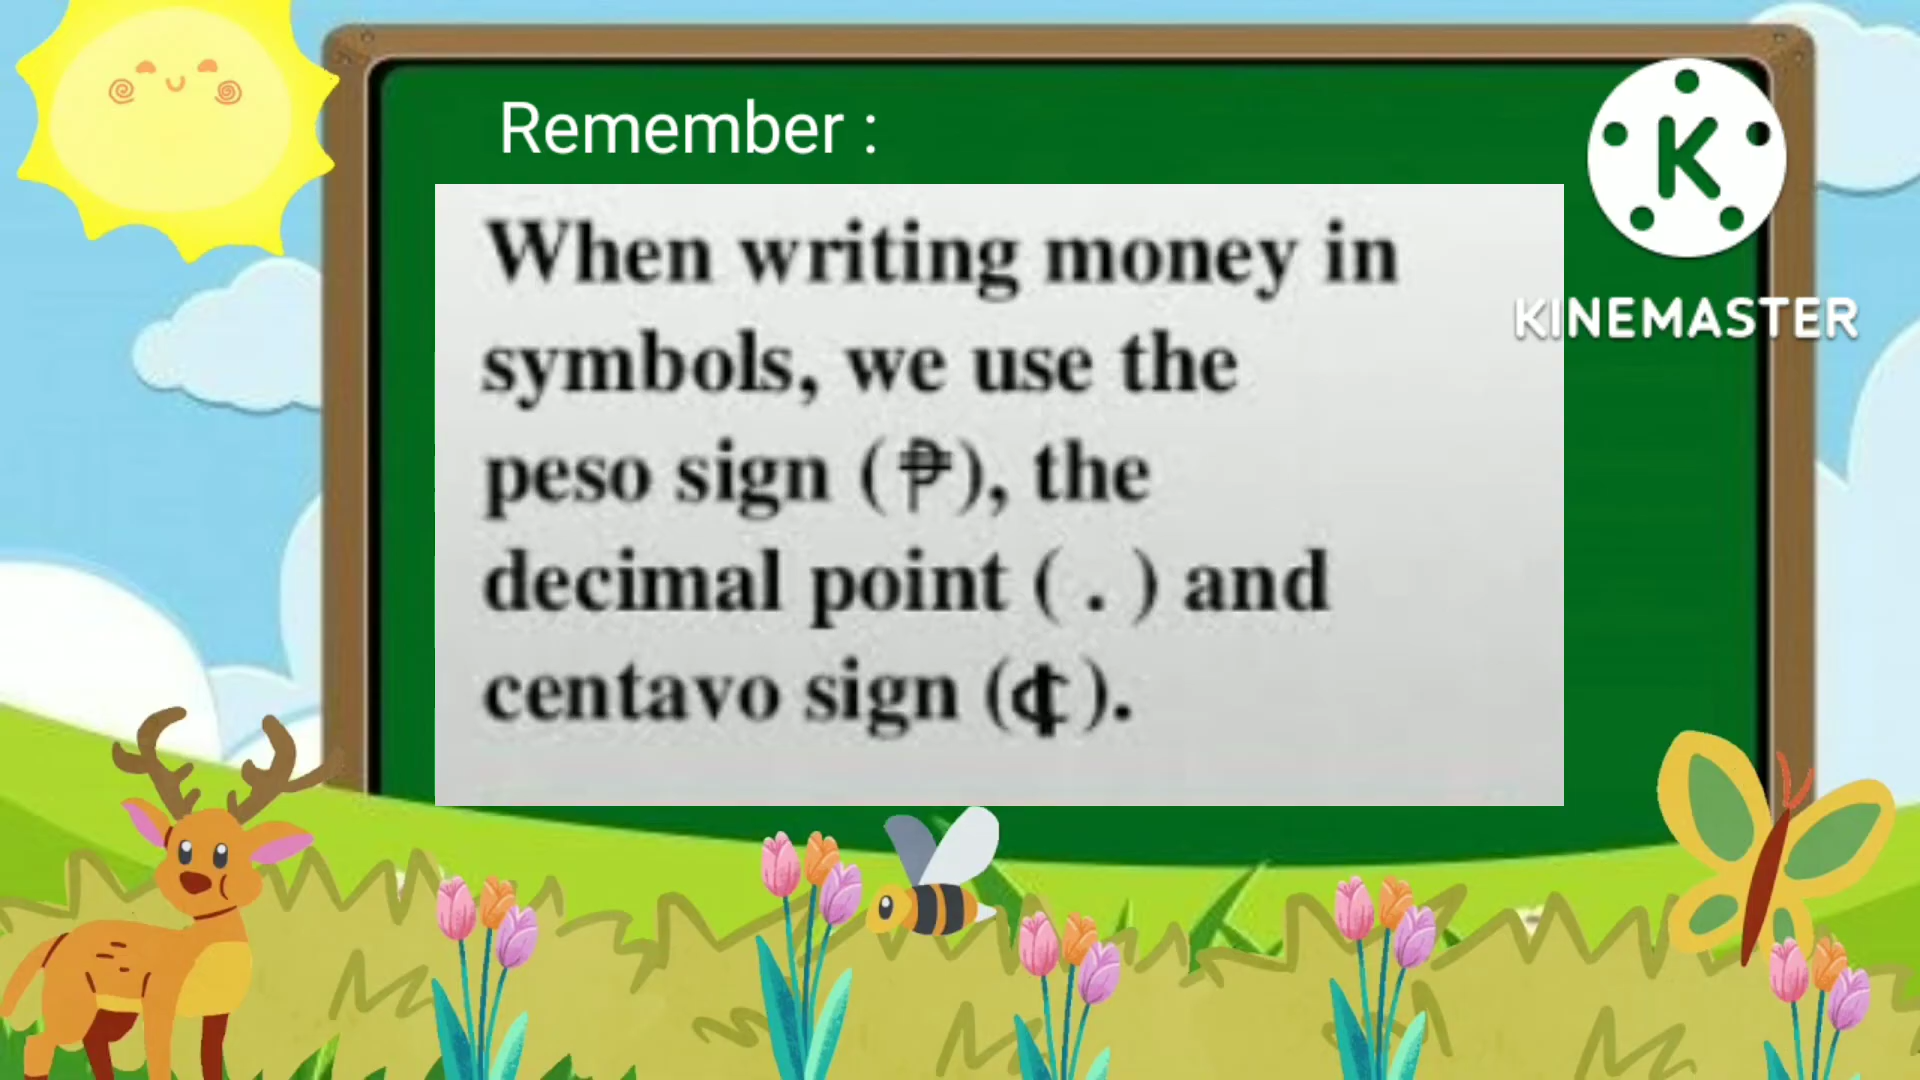 Remember :
When writing money in
symbols, we use the
peso sign (₱), the
decimal point ( . ) and
centavo sign (¢ ).
K
KINEMASTER